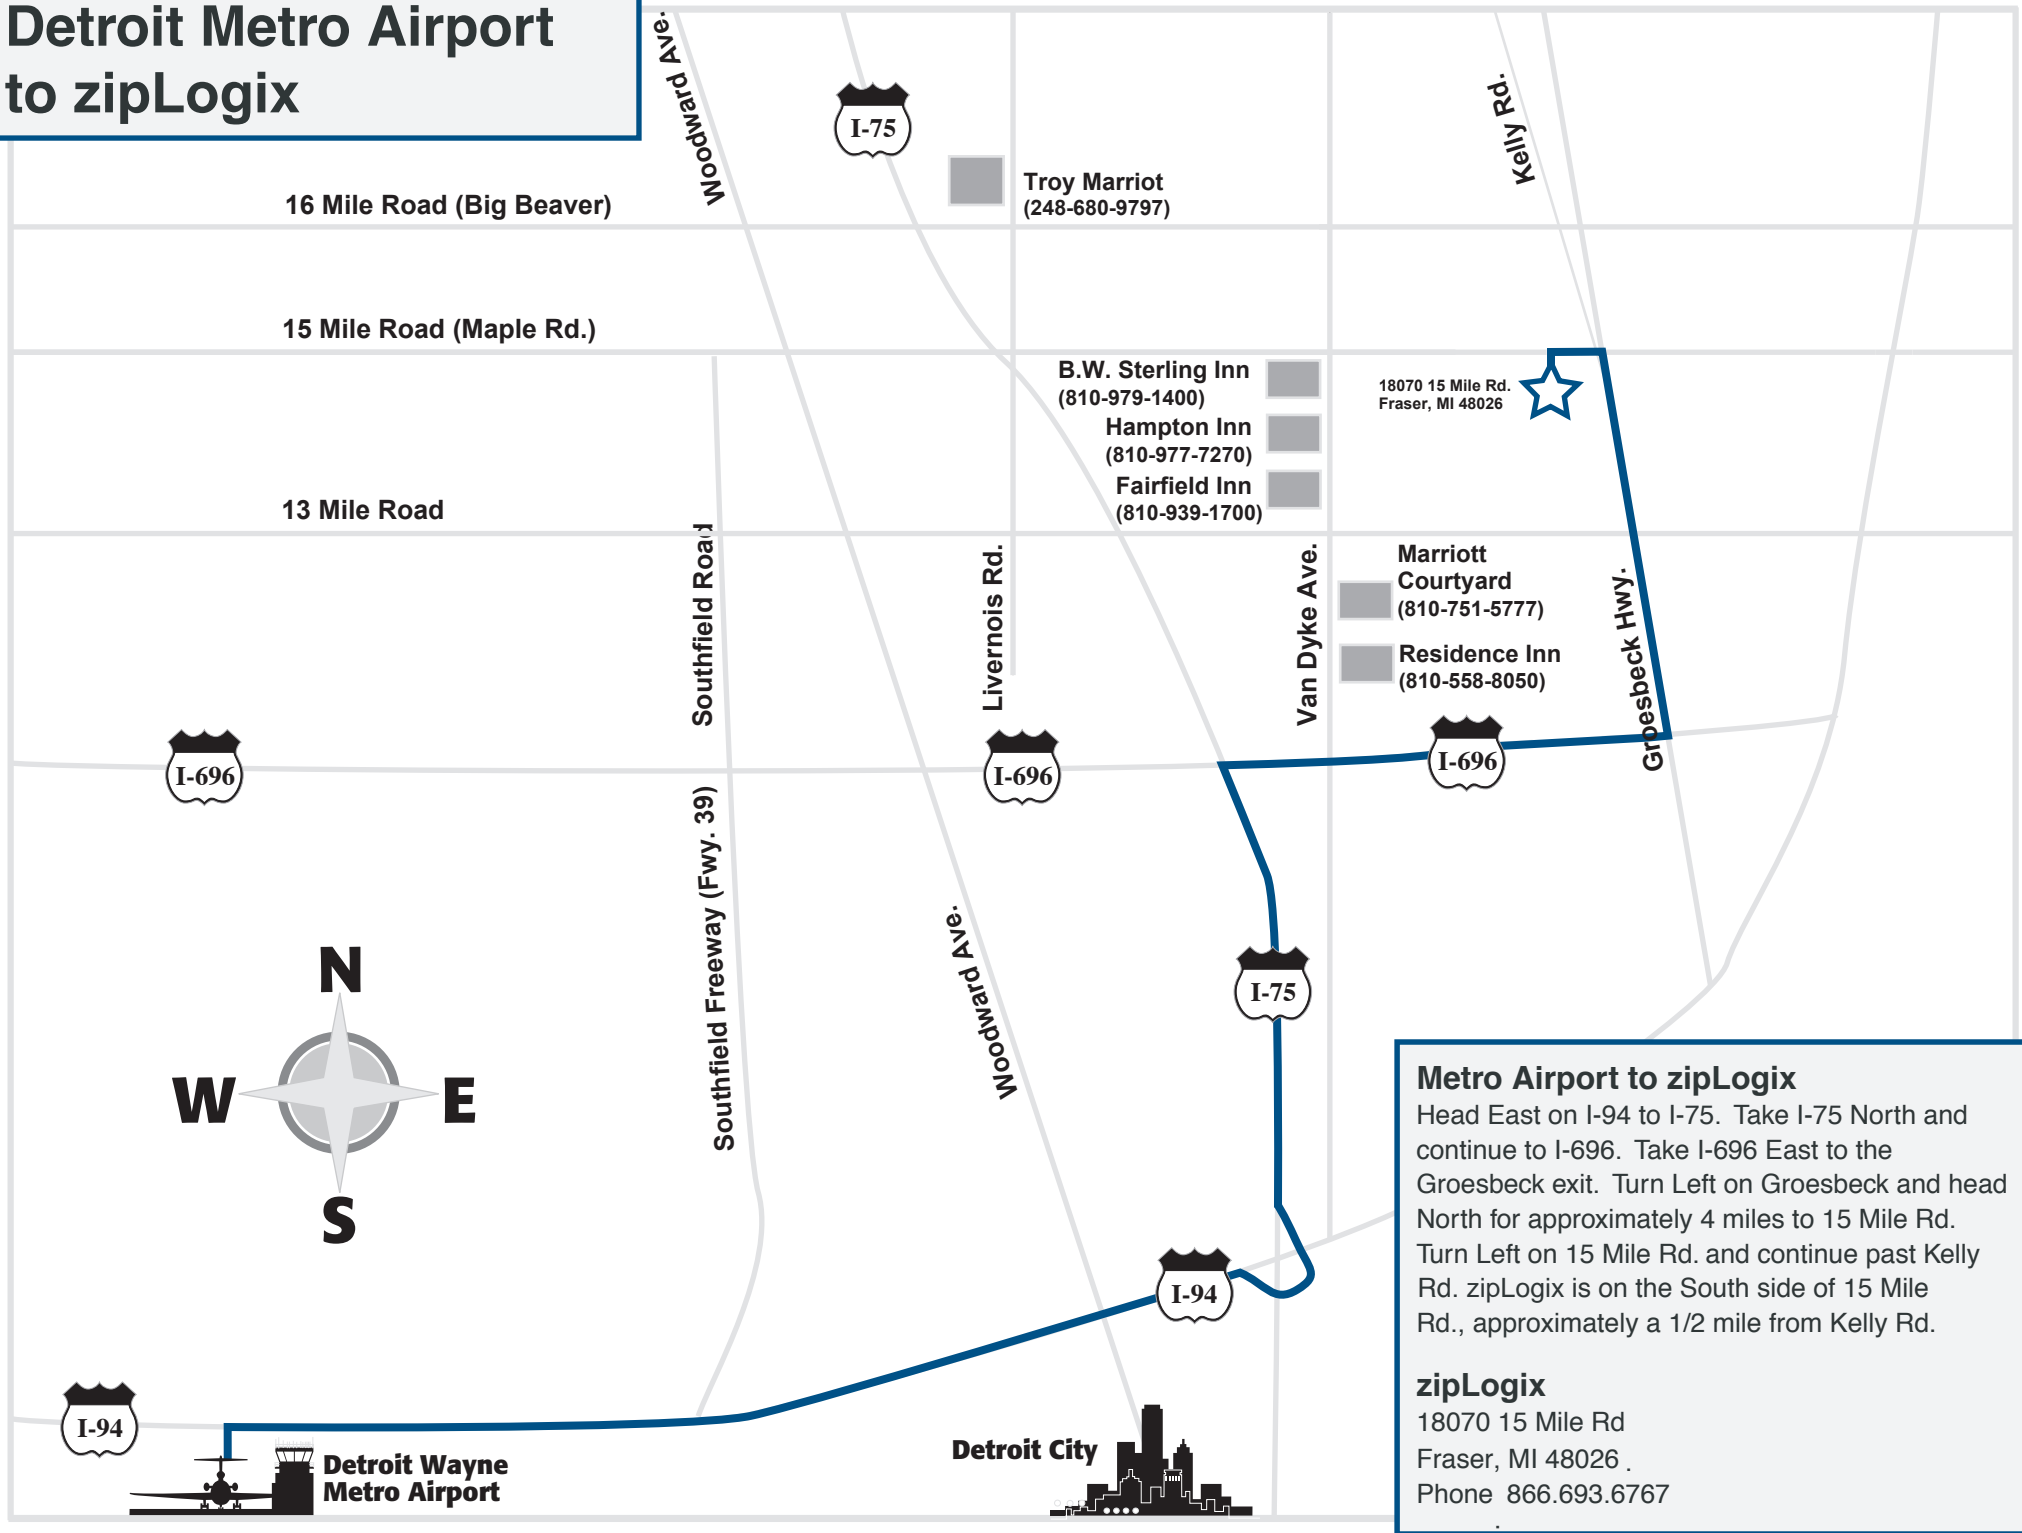 Detroit Metro Airport
to zipLogix
Woodward Ave.
I-75
Kelly Rd.
Troy Marriot
(248-680-9797)
16 Mile Road (Big Beaver)
15 Mile Road (Maple Rd.)
B.W. Sterling Inn
(810-979-1400)
18070 15 Mile Rd.
Fraser, MI 48026
Hampton Inn
(810-977-7270)
Fairfield Inn
(810-939-1700)
13 Mile Road
Southfield Road
Livernois Rd.
Van Dyke Ave.
Marriott
Courtyard
(810-751-5777)
Groesbeck Hwy.
Residence Inn
(810-558-8050)
I-696
I-696
I-696
Southfield Freeway (Fwy. 39)
Woodward Ave.
I-75
N
W
E
S
I-94
I-94
Detroit Wayne
Metro Airport
Detroit City
Metro Airport to zipLogix
Head East on I-94 to I-75. Take I-75 North and
continue to I-696. Take I-696 East to the
Groesbeck exit. Turn Left on Groesbeck and head
North for approximately 4 miles to 15 Mile Rd.
Turn Left on 15 Mile Rd. and continue past Kelly
Rd. zipLogix is on the South side of 15 Mile
Rd., approximately a 1/2 mile from Kelly Rd.
zipLogix
18070 15 Mile Rd
Fraser, MI 48026 .
Phone 866.693.6767
.